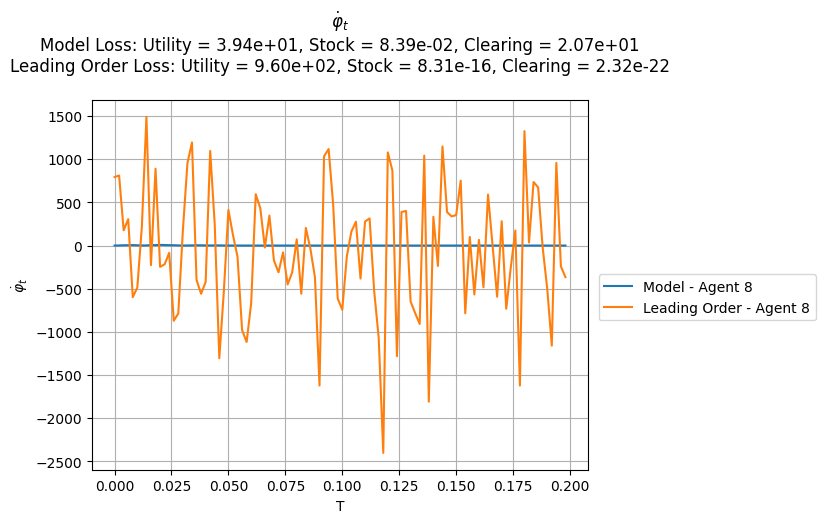 φ̇ₜ
Model Loss: Utility = 3.94e+01, Stock = 8.39e-02, Clearing = 2.07e+01
Leading Order Loss: Utility = 9.60e+02, Stock = 8.31e-16, Clearing = 2.32e-22
1500
1000
500
0
−500
−1000
−1500
−2000
−2500
φ̇ₜ
0.000 0.025 0.050 0.075 0.100 0.125 0.150 0.175 0.200
T
Model - Agent 8
Leading Order - Agent 8